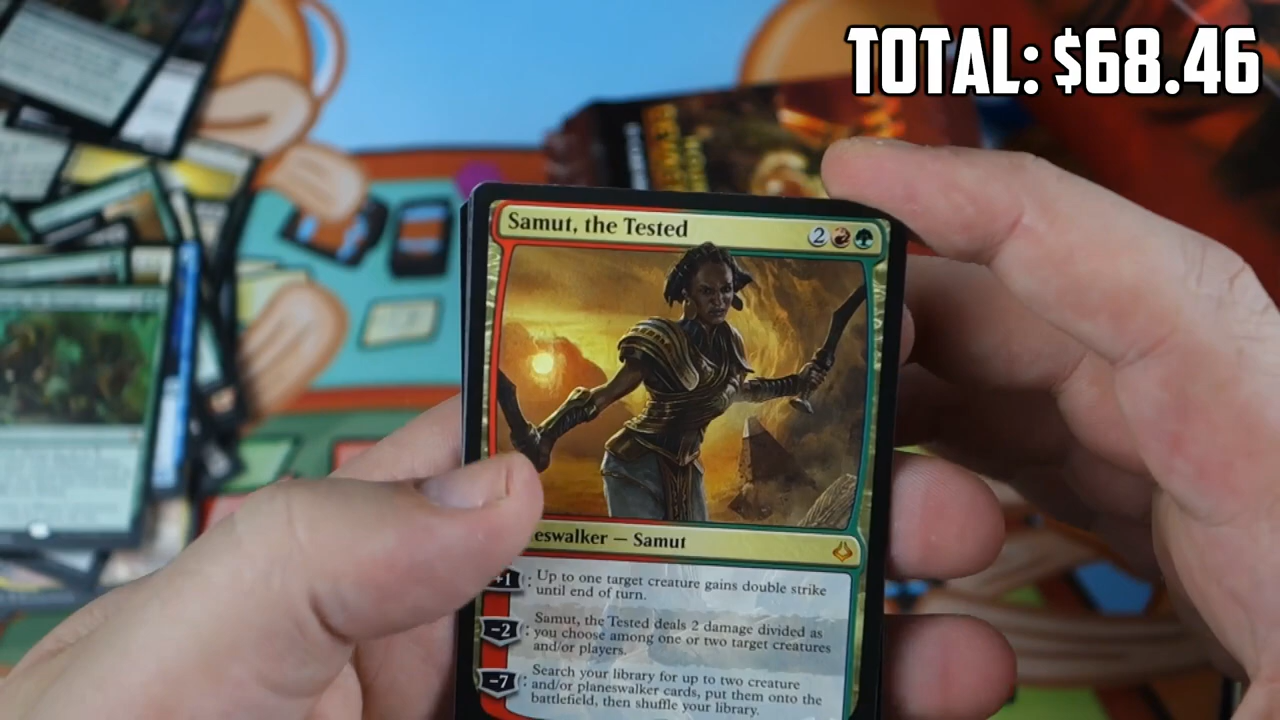 TOTAL: $68.46
Samut, the Tested
2
eswalker — Samut
+1: Up to one target creature gains double strike
until end of turn.
-2: Samut, the Tested deals 2 damage divided as
you choose among one or two target creatures
and/or players.
-7: Search your library for up to two creature
and/or planeswalker cards, put them onto the
battlefield, then shuffle your library.